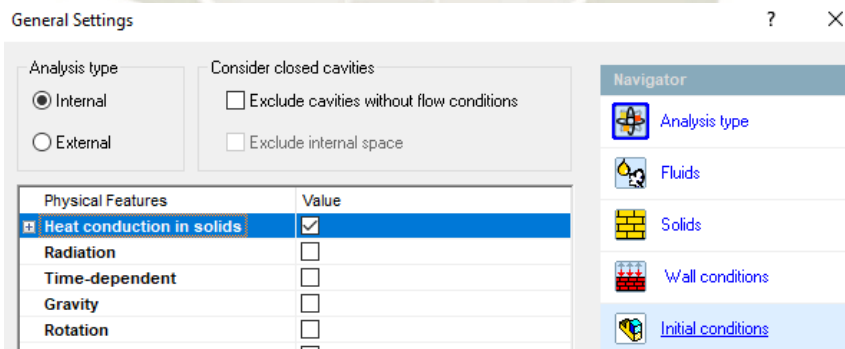 General Settings
?
Analysis type
Internal
External
Consider closed cavities
Exclude cavities without flow conditions
Exclude internal space
Physical Features Value
Heat conduction in solids
Radiation
Time-dependent
Gravity
Rotation
Navigator
Analysis type
Fluids
Solids
Wall conditions
Initial conditions